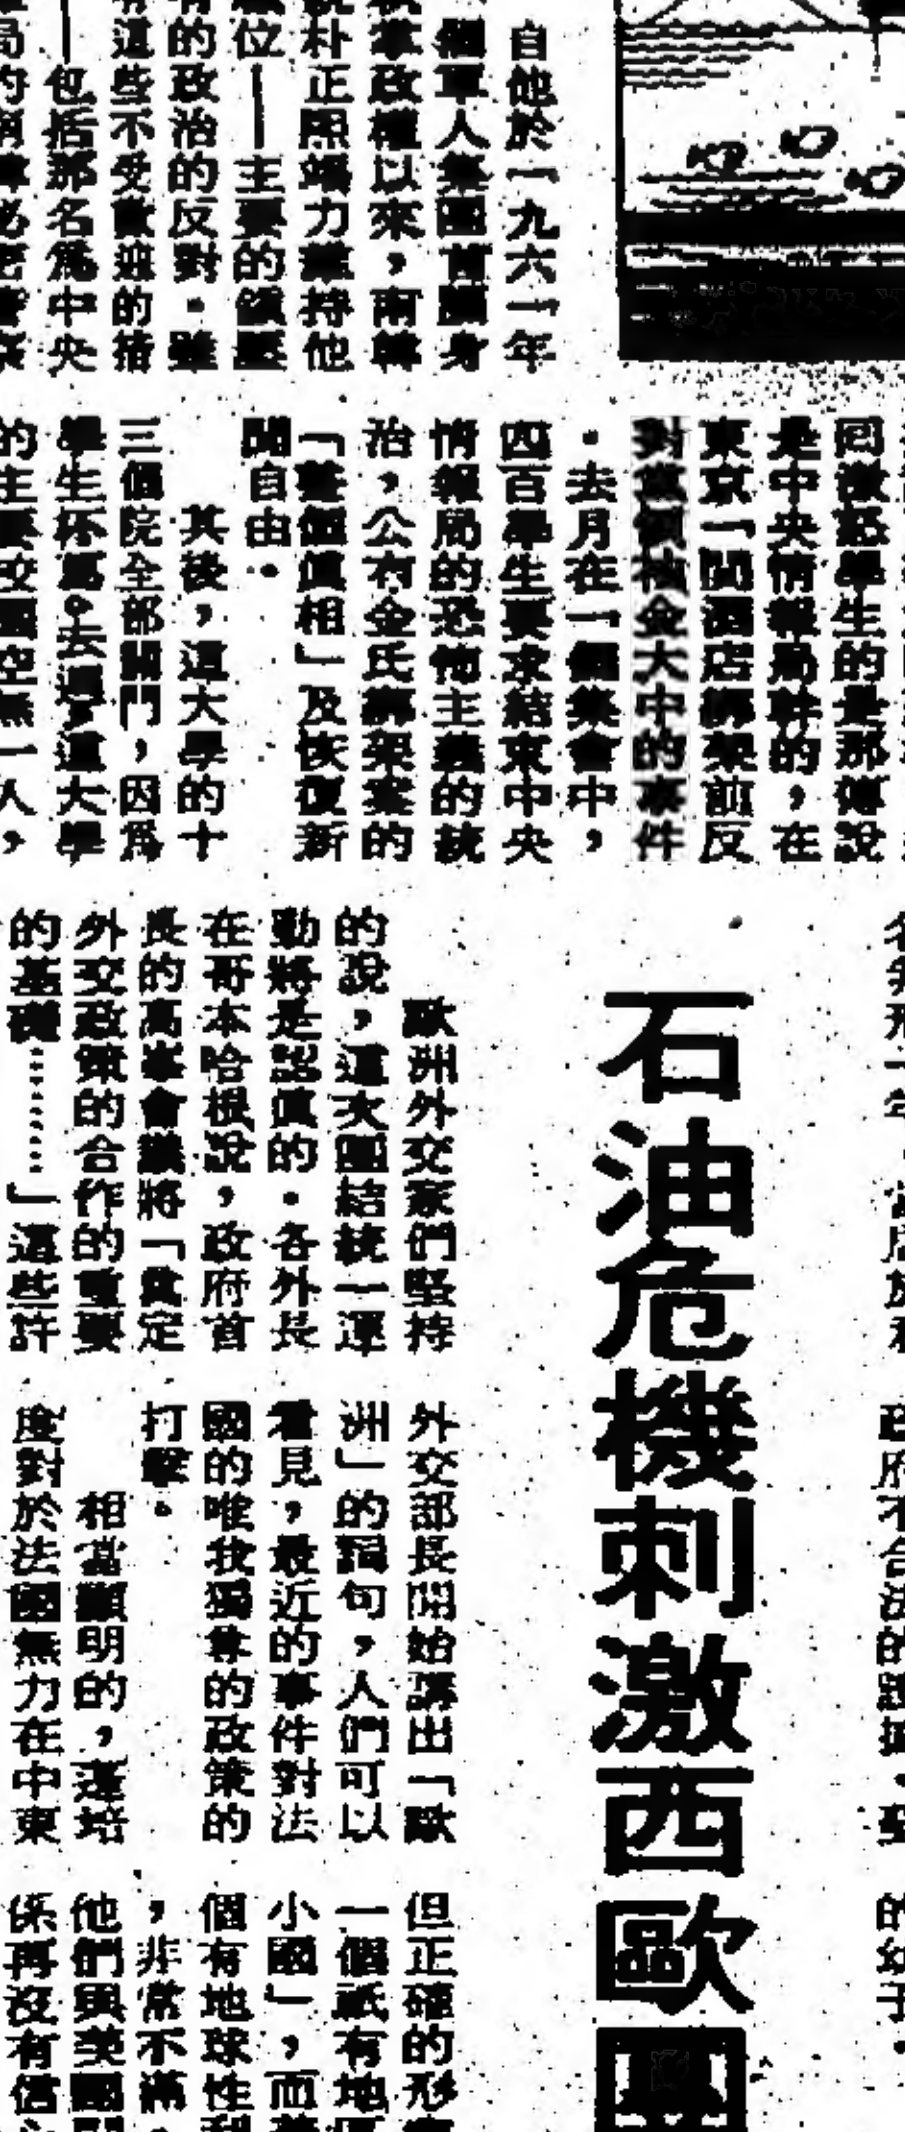 自他於一九六一年
個軍人集團首腦身
掌政權以來，南韓
朴正熙竭力維持他
位——主要的鎮壓
的政治的反對。雖
這些不受歡迎的措
——包括那名為中央
回激怒學生的是那傳說
是中央情報局幹的，在
東京一間酒店綁架前反
對黨領袖金大中的事件
。去月在一個集會中，
四百學生要求結束中央
情報局的恐怖主義的統
治，公布金氏綁架案的
「整個真相」及恢復新
聞自由。
其後，這大學的十
三個院全部關門，因為
學生杯葛。去週，這大學
的主要校園空無一人，
石油危機刺激西歐團
歐洲外交家們堅持
的說，這次團結統一運
動將是認真的。各外長
在哥本哈根說，政府首
長的高峯會議將「奠定
外交政策的合作的重要
的基礎……」這些許
外交部長開始講出「歐
洲」的詞句，人們可以
看見，最近的事件對法
國的唯我獨尊的政策的
打擊。
相當顯明的，蓬培
度對於法國無力在中東
但正確的形
一個祇有地區
小國」，而
個有地球性
，非常不滿，
他們與美國
係再沒有信